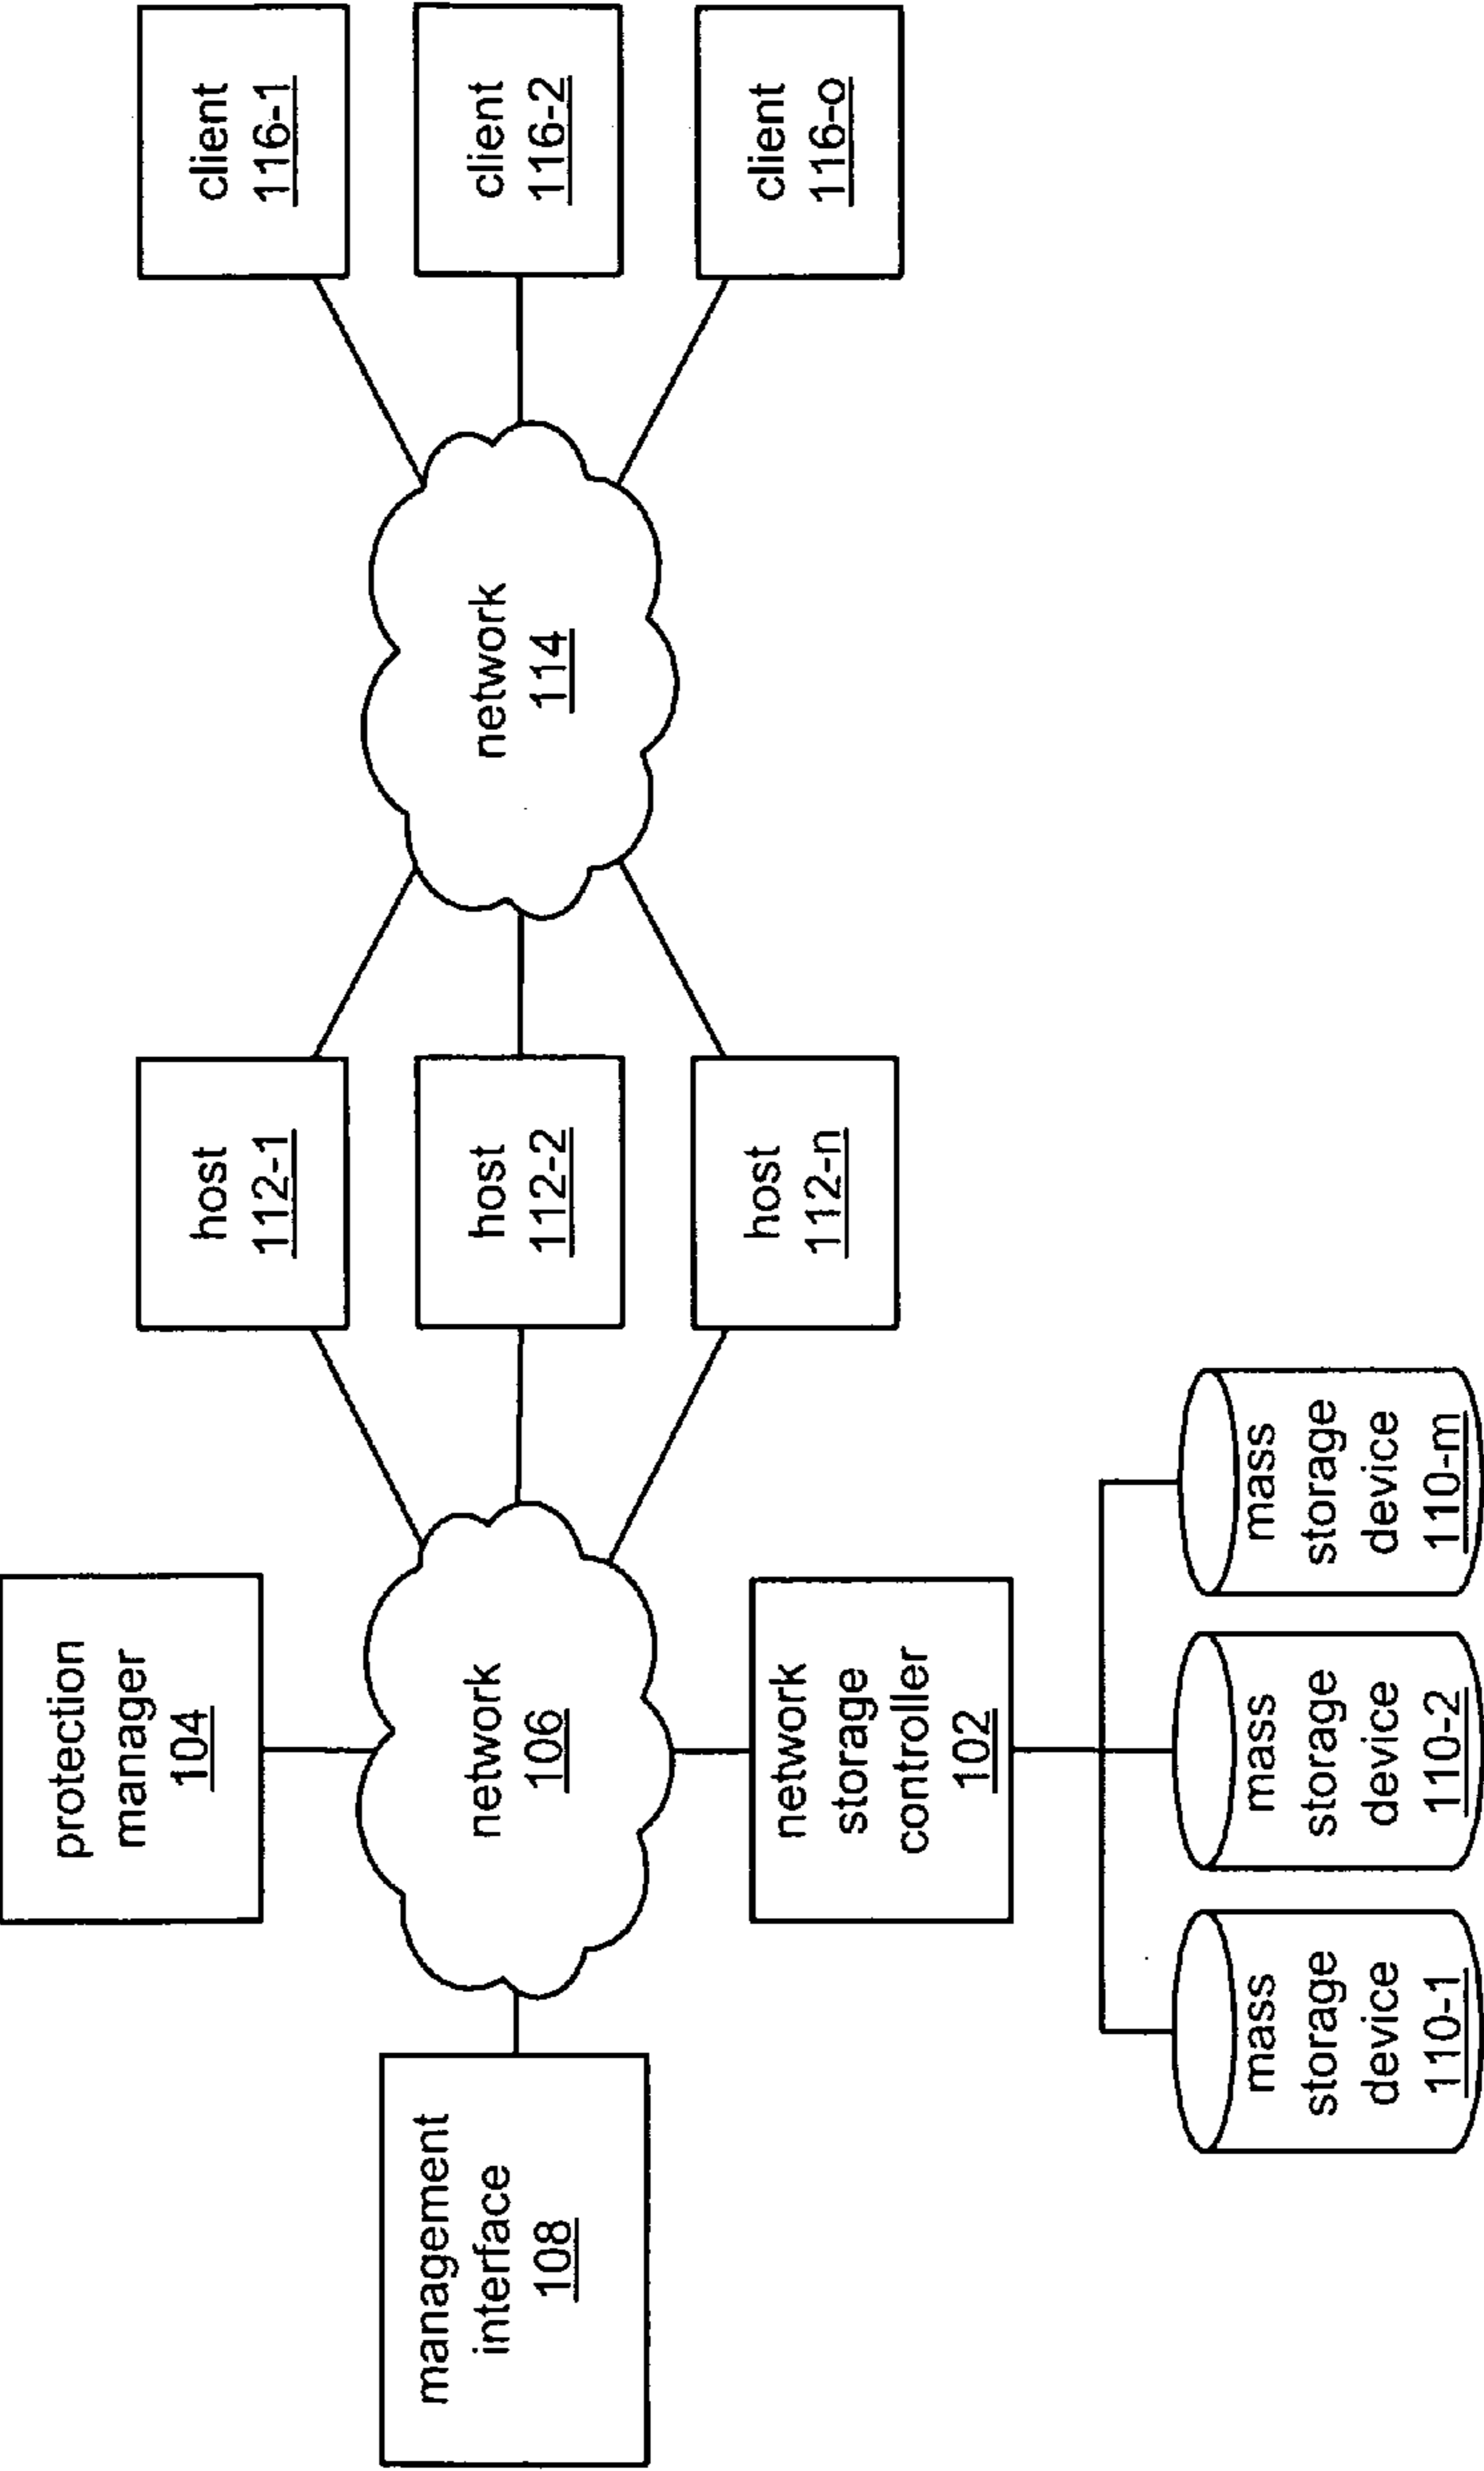 protection
manager
104
management
interface
108
network
106
host
112-1
host
112-2
host
112-n
network
114
client
116-1
client
116-2
client
116-o
network
storage
controller
102
mass
storage
device
110-1
mass
storage
device
110-2
mass
storage
device
110-m